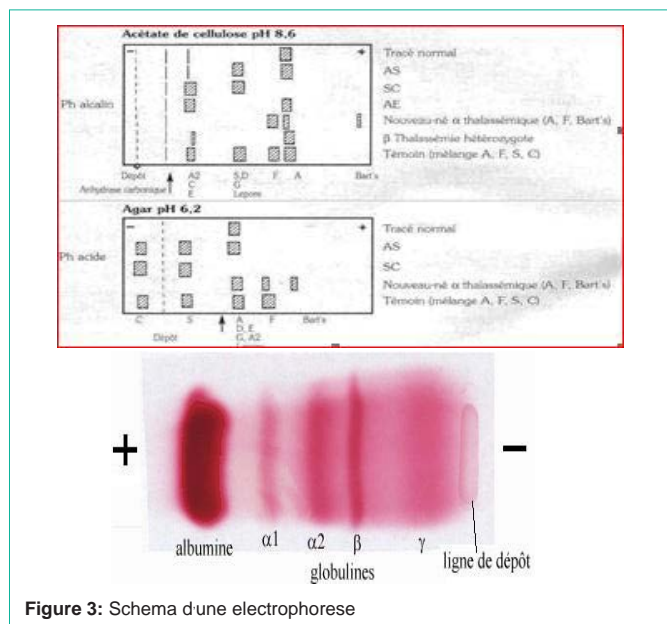 Acétate de cellulose pH 8,6
- +
Tracé normal
AS
SC
Ph alcalin
AE
Nouveau-né α thalassémique (A, F, Bart's)
β Thalassémie hétérozygote
Témoin (mélange A, F, S, C)
Dépôt A2 S,D F A Bart's
Anhydrase carbonique C G
E Lepore
Agar pH 6,2
- +
Tracé normal
AS
Ph acide
SC
Nouveau-né α thalassémique (A, F, Bart's)
Témoin (mélange A, F, S, C)
C S A F Bart's
Dépôt D, E
G, A2
+ -
albumine α1 α2 β γ ligne de dépôt
globulines
Figure 3: Schema d'une electrophorese